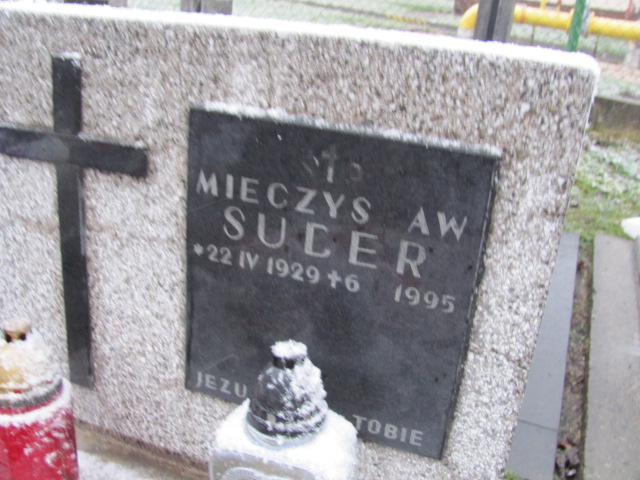 Ś P
MIECZYS AW
SUDER
*22 IV 1929 ✝6 1995
JEZU TOBIE